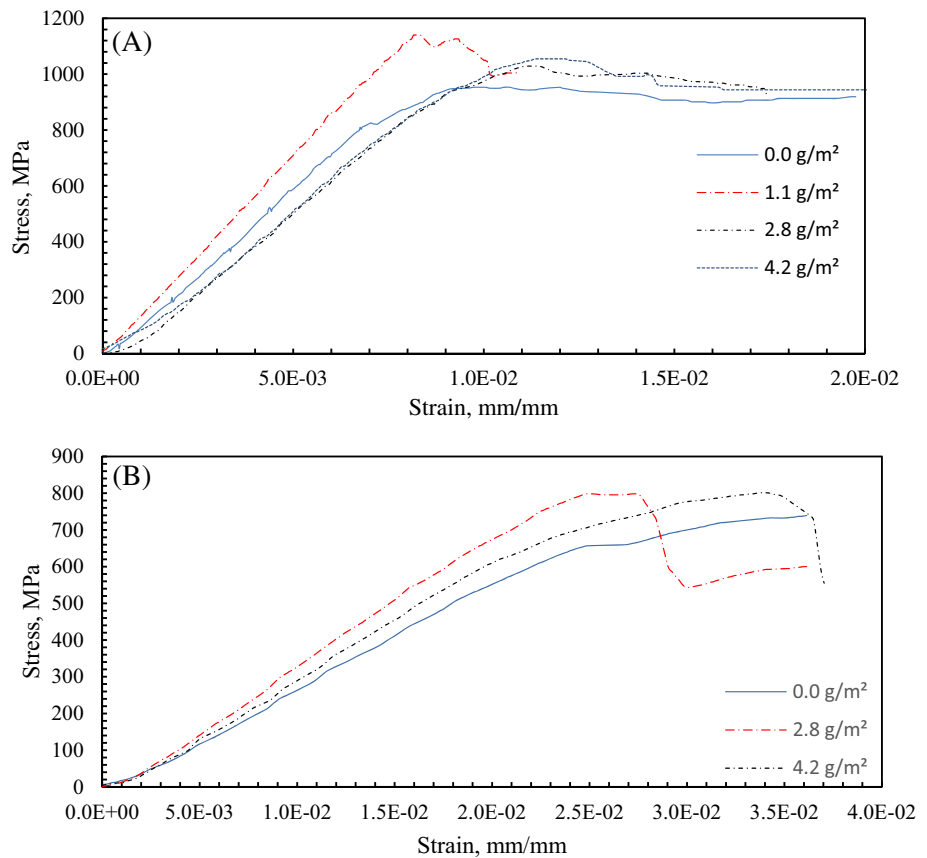 (A)
1200
1000
800
600
400
200
0
Stress, MPa
0.0 g/m²
1.1 g/m²
2.8 g/m²
4.2 g/m²
0.0E+00 5.0E-03 1.0E-02 1.5E-02 2.0E-02
Strain, mm/mm
(B)
900
800
700
600
500
400
300
200
100
0
Stress, MPa
0.0 g/m²
2.8 g/m²
4.2 g/m²
0.0E+00 5.0E-03 1.0E-02 1.5E-02 2.0E-02 2.5E-02 3.0E-02 3.5E-02 4.0E-02
Strain, mm/mm